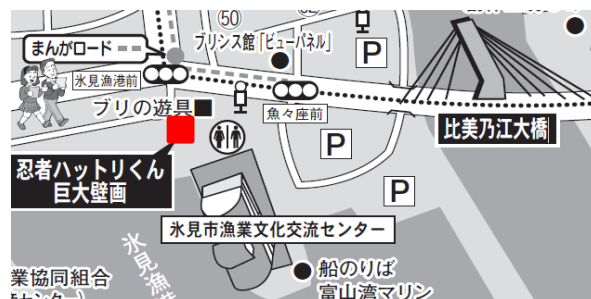 50
プリンス館「ビューパネル」
P
まんがロード
氷見漁港前
ブリの遊具
魚々座前
比美乃江大橋
P
忍者ハットリくん
巨大壁画
P
氷見市漁業文化交流センター
氷見漁港
船のりば
富山湾マリン
業協同組合